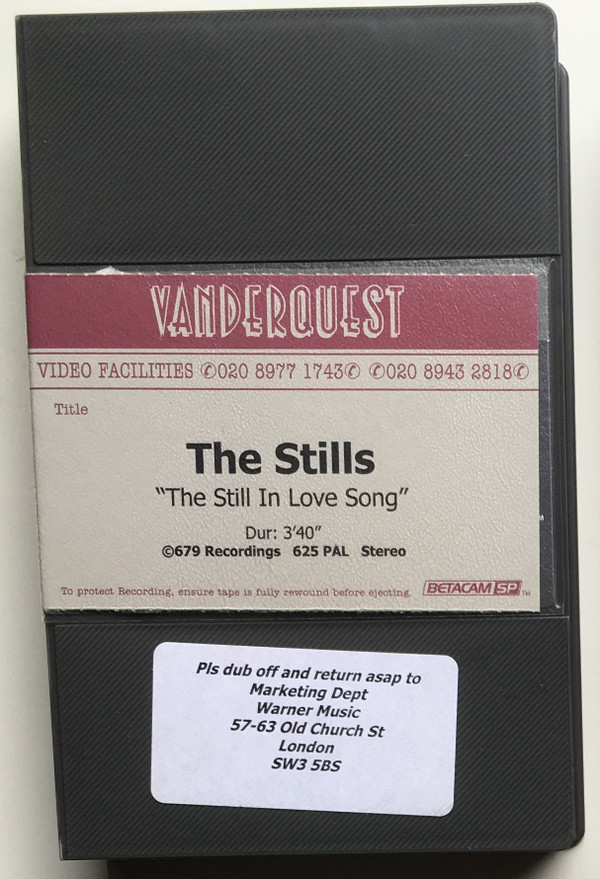 VANDERQUEST
VIDEO FACILITIES ✆020 8977 1743✆ ✆020 8943 2818✆
Title
The Stills
“The Still In Love Song”
Dur: 3’40”
©679 Recordings 625 PAL Stereo
To protect Recording, ensure tape is fully rewound before ejecting. BETACAM SP™
Pls dub off and return asap to
Marketing Dept
Warner Music
57-63 Old Church St
London
SW3 5BS